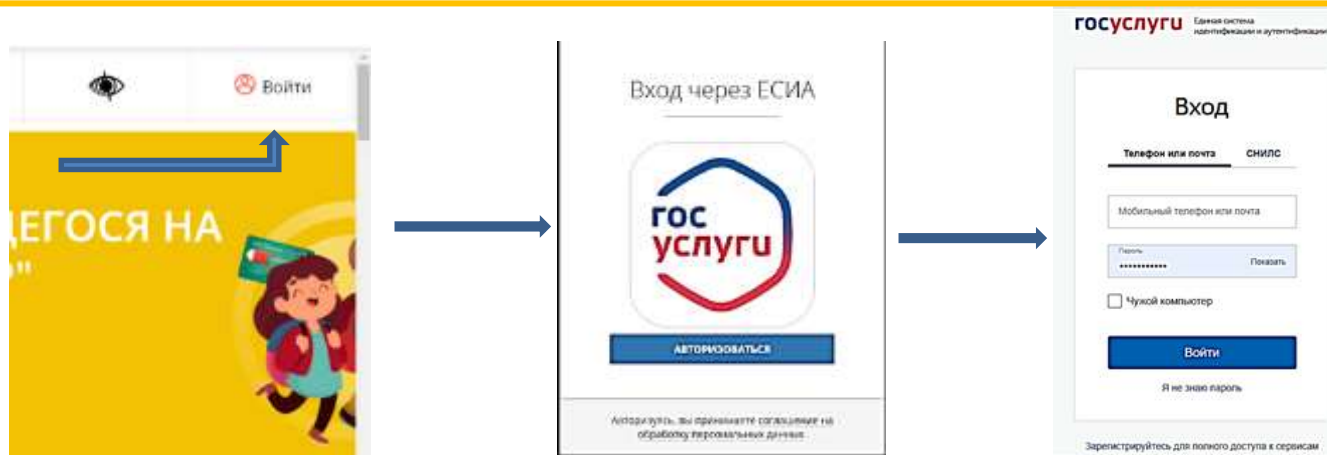 Войти
ЕГОСЯ НА
"
Вход через ЕСИА
гос
услуги
АВТОРИЗОВАТЬСЯ
Авторизуясь, вы принимаете соглашение на
обработку персональных данных
госуслуги
Единая система
идентификации и аутентификации
Вход
Телефон или почта СНИЛС
Мобильный телефон или почта
Пароль
••••••••••• Показать
Чужой компьютер
Войти
Я не знаю пароль
Зарегистрируйтесь для полного доступа к сервисам